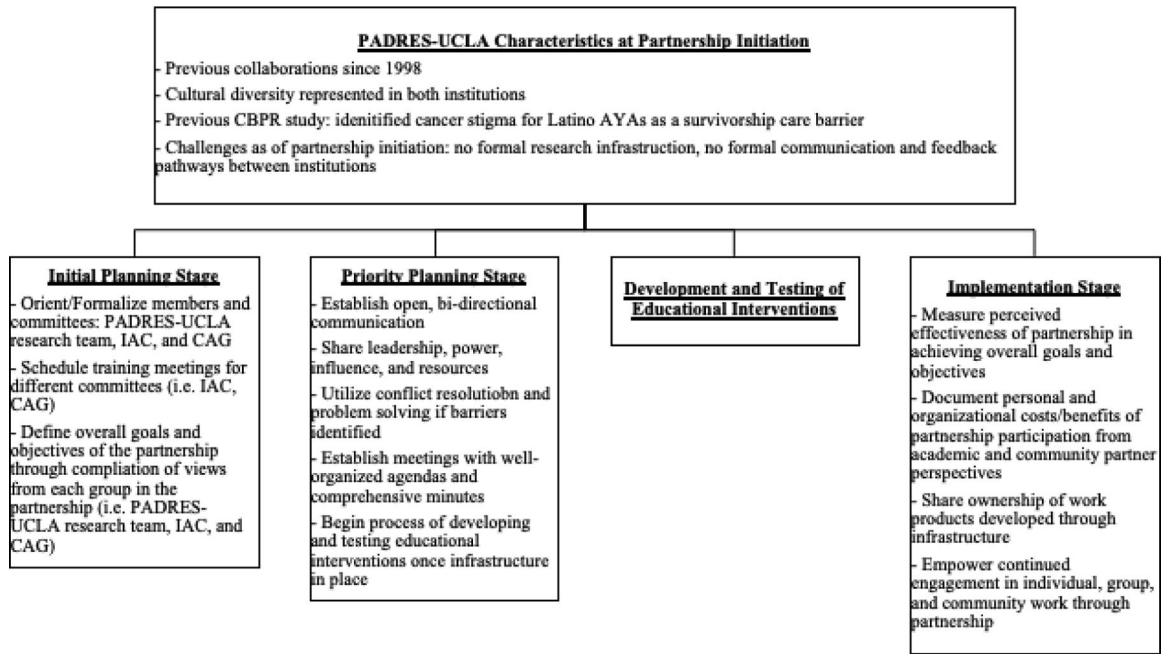 PADRES-UCLA Characteristics at Partnership Initiation
- Previous collaborations since 1998
- Cultural diversity represented in both institutions
- Previous CBPR study: idenitified cancer stigma for Latino AYAs as a survivorship care barrier
- Challenges as of partnership initiation: no formal research infrastruction, no formal communication and feedback
pathways between institutions
Initial Planning Stage
- Orient/Formalize members and
committees: PADRES-UCLA
research team, IAC, and CAG
- Schedule training meetings for
different committees (i.e. IAC,
CAG)
- Define overall goals and
objectives of the partnership
through compliation of views
from each group in the
partnership (i.e. PADRES-
UCLA research team, IAC, and
CAG)
Priority Planning Stage
- Establish open, bi-directional
communication
- Share leadership, power,
influence, and resources
- Utilize conflict resolutiobn and
problem solving if barriers
identified
- Establish meetings with well-
organized agendas and
comprehensive minutes
- Begin process of developing
and testing educational
interventions once infrastructure
in place
Development and Testing of
Educational Interventions
Implementation Stage
- Measure perceived
effectiveness of partnership in
achieving overall goals and
objectives
- Document personal and
organizational costs/benefits of
partnership participation from
academic and community partner
perspectives
- Share ownership of work
products developed through
infrastructure
- Empower continued
engagement in individual, group,
and community work through
partnership